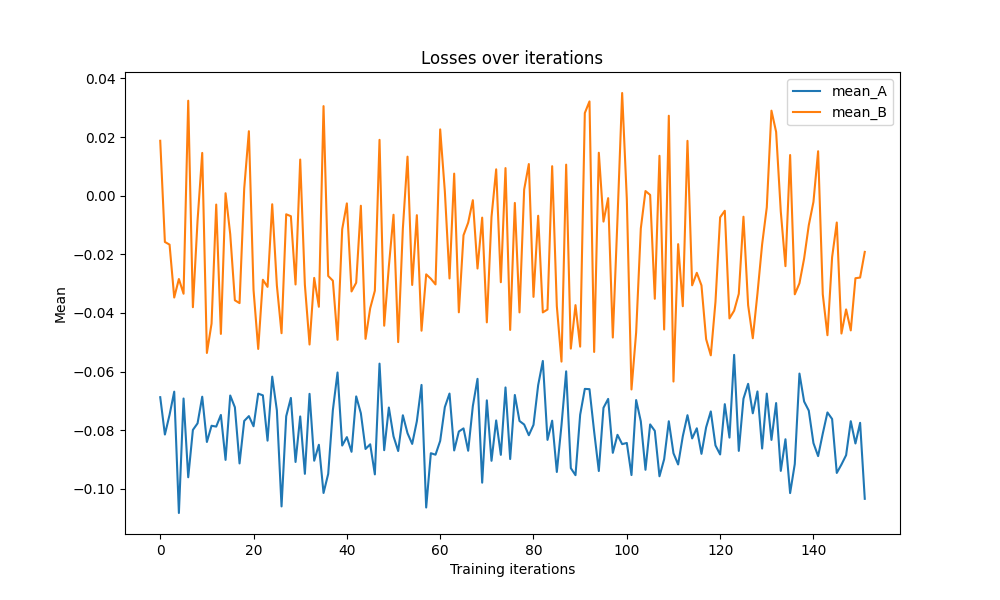 Losses over iterations
mean_A
mean_B
Mean
0.04
0.02
0.00
−0.02
−0.04
−0.06
−0.08
−0.10
0 20 40 60 80 100 120 140
Training iterations